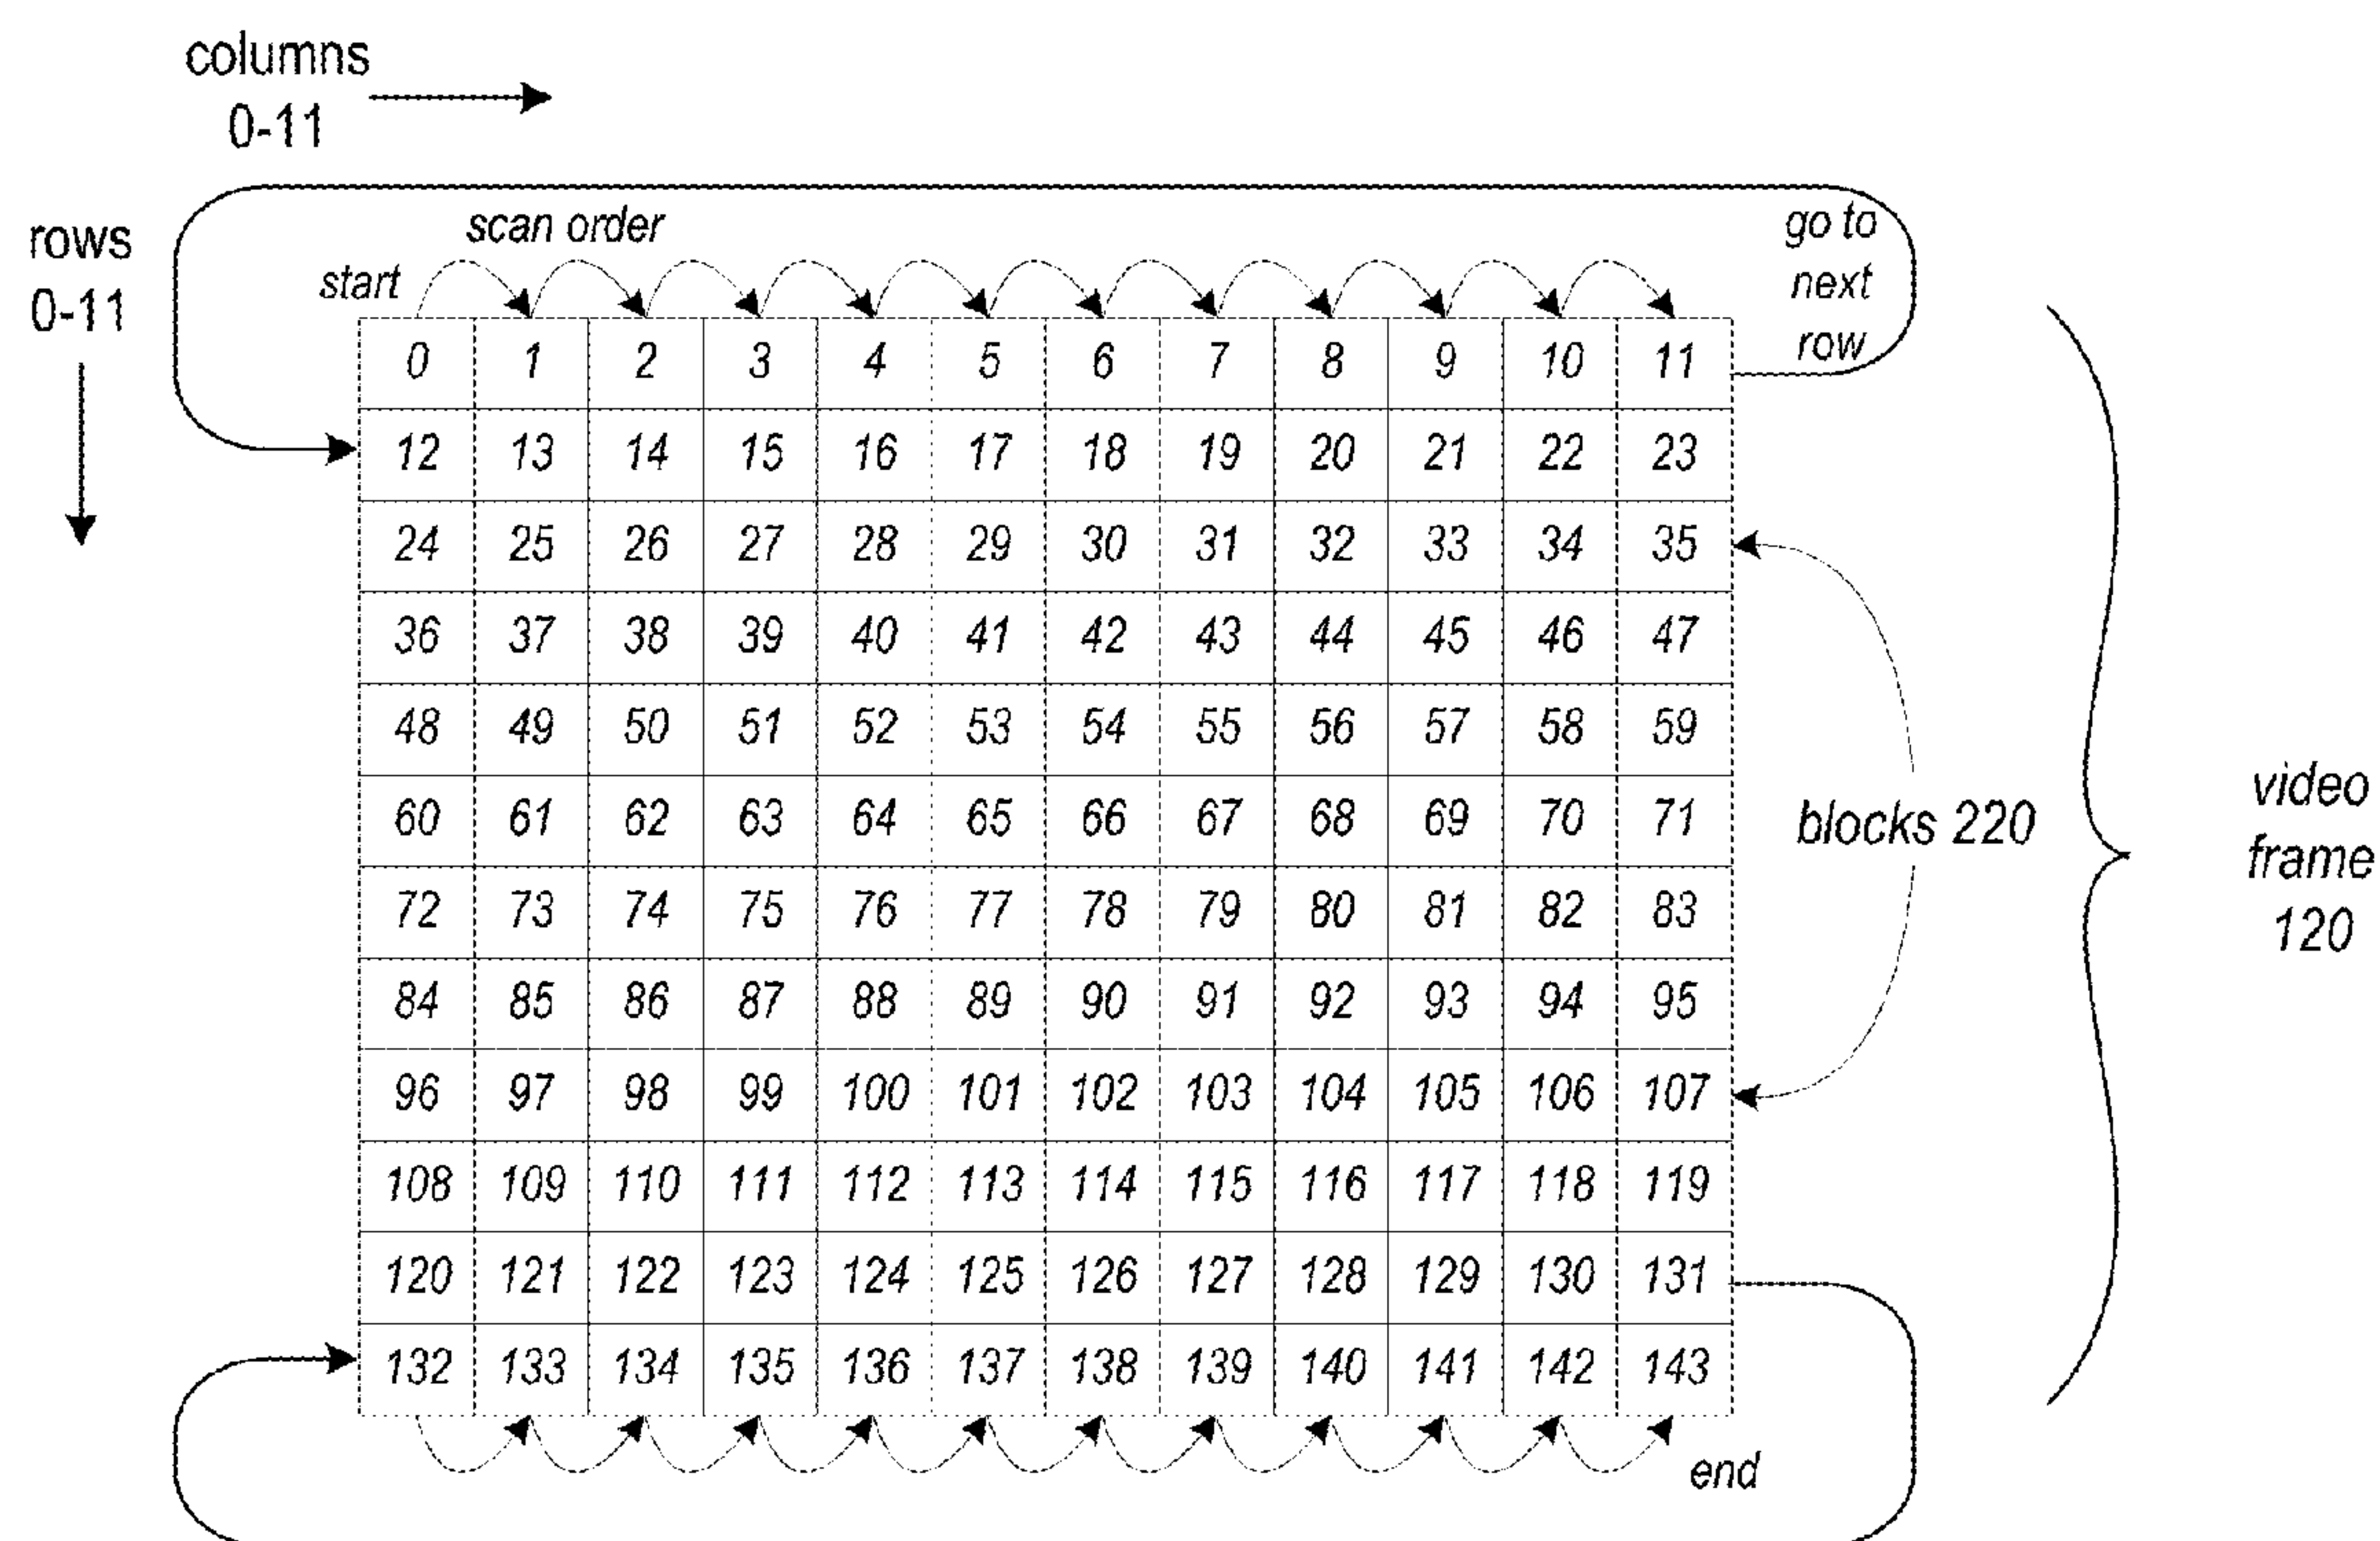 columns
0-11
rows
0-11
scan order
start
go to
next
row
0 1 2 3 4 5 6 7 8 9 10 11
12 13 14 15 16 17 18 19 20 21 22 23
24 25 26 27 28 29 30 31 32 33 34 35
36 37 38 39 40 41 42 43 44 45 46 47
48 49 50 51 52 53 54 55 56 57 58 59
60 61 62 63 64 65 66 67 68 69 70 71
72 73 74 75 76 77 78 79 80 81 82 83
84 85 86 87 88 89 90 91 92 93 94 95
96 97 98 99 100 101 102 103 104 105 106 107
108 109 110 111 112 113 114 115 116 117 118 119
120 121 122 123 124 125 126 127 128 129 130 131
132 133 134 135 136 137 138 139 140 141 142 143
end
blocks 220
video
frame
120